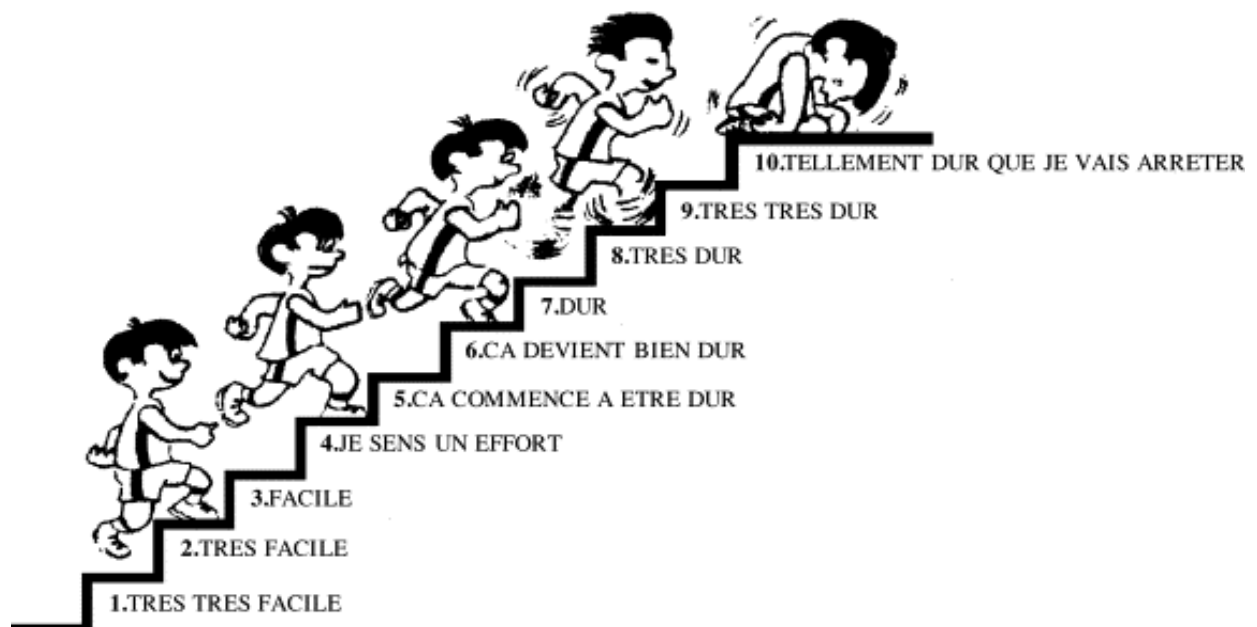 10.TELLEMENT DUR QUE JE VAIS ARRETER
9.TRES TRES DUR
8.TRES DUR
7.DUR
6.CA DEVIENT BIEN DUR
5.CA COMMENCE A ETRE DUR
4.JE SENS UN EFFORT
3.FACILE
2.TRES FACILE
1.TRES TRES FACILE